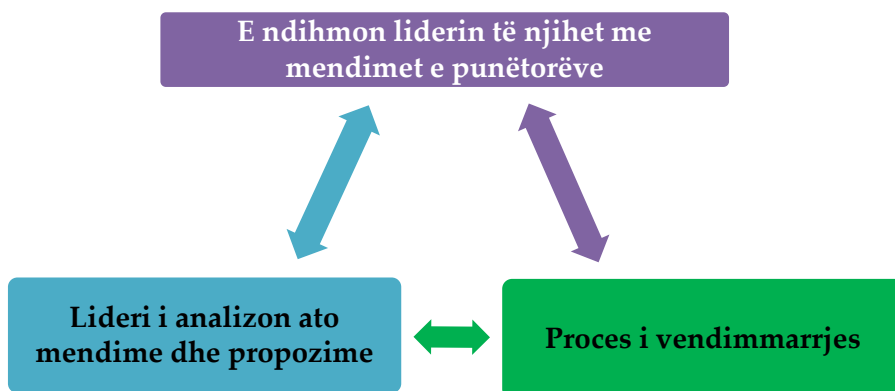 E ndihmon liderin të njihet me
mendimet e punëtorëve
Lideri i analizon ato
mendime dhe propozime
Proces i vendimmarrjes